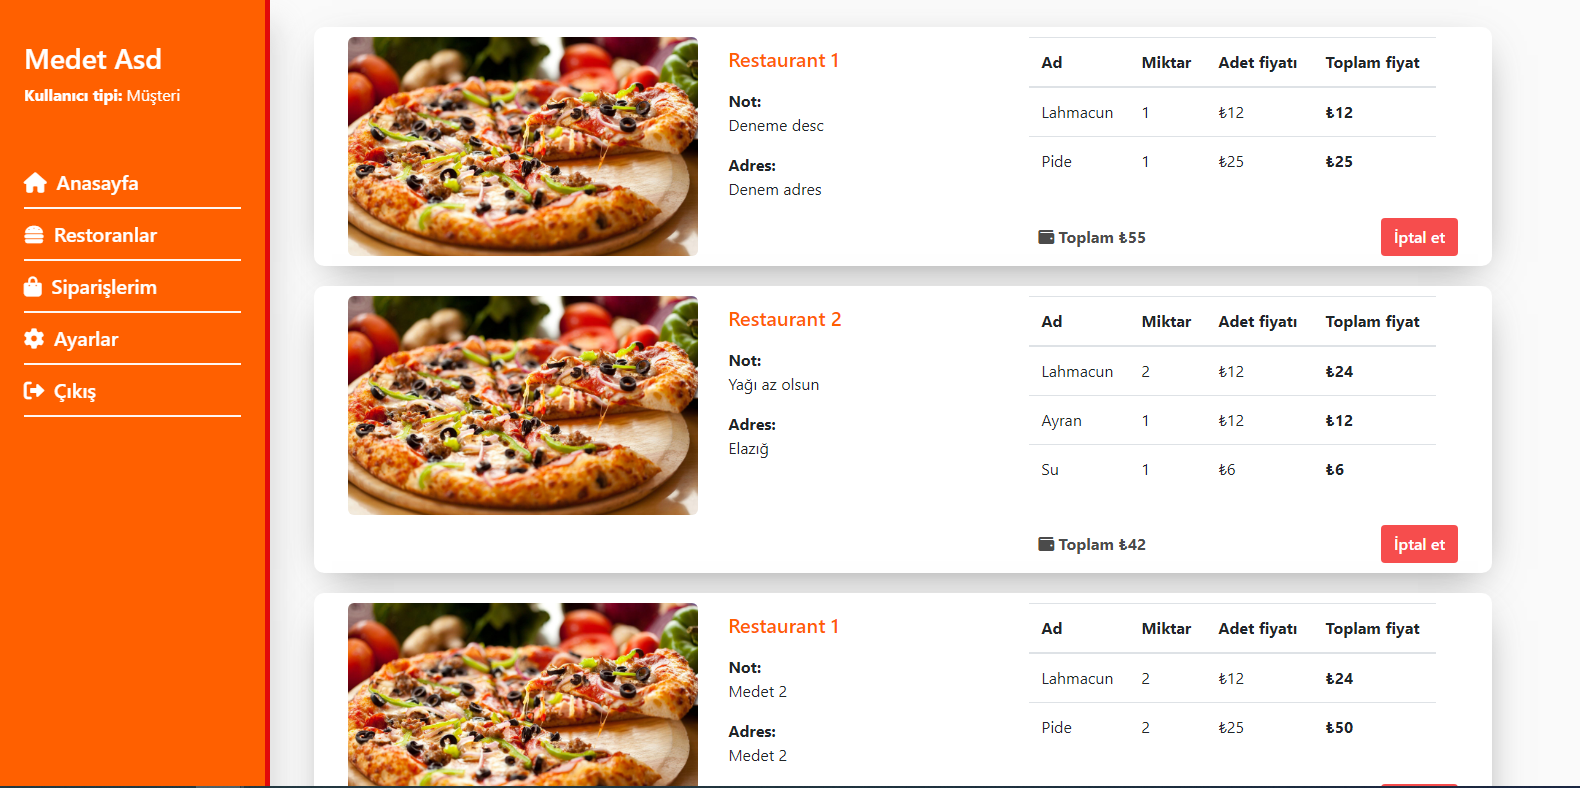 Medet Asd
Kullanıcı tipi: Müşteri
Anasayfa
Restoranlar
Siparişlerim
Ayarlar
Çıkış
Restaurant 1
Not:
Deneme desc
Adres:
Denem adres
Ad Miktar Adet fiyatı Toplam fiyat
Lahmacun 1 ₺12 ₺12
Pide 1 ₺25 ₺25
Toplam ₺55
İptal et
Restaurant 2
Not:
Yağı az olsun
Adres:
Elazığ
Ad Miktar Adet fiyatı Toplam fiyat
Lahmacun 2 ₺12 ₺24
Ayran 1 ₺12 ₺12
Su 1 ₺6 ₺6
Toplam ₺42
İptal et
Restaurant 1
Not:
Medet 2
Adres:
Medet 2
Ad Miktar Adet fiyatı Toplam fiyat
Lahmacun 2 ₺12 ₺24
Pide 2 ₺25 ₺50